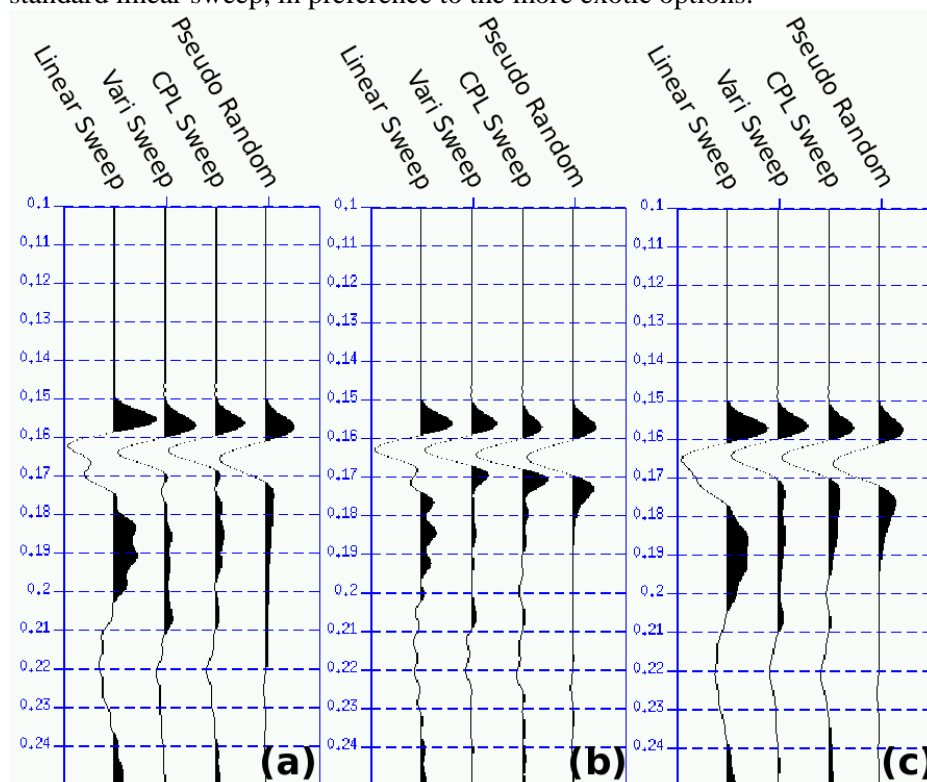 standard linear sweep, in preference to the more exotic options.
Linear Sweep
Vari Sweep
CPL Sweep
Pseudo Random
Linear Sweep
Vari Sweep
CPL Sweep
Pseudo Random
Linear Sweep
Vari Sweep
CPL Sweep
Pseudo Random
0.1
0.11
0.12
0.13
0.14
0.15
0.16
0.17
0.18
0.19
0.2
0.21
0.22
0.23
0.24
(a)
0.1
0.11
0.12
0.13
0.14
0.15
0.16
0.17
0.18
0.19
0.2
0.21
0.22
0.23
0.24
(b)
0.1
0.11
0.12
0.13
0.14
0.15
0.16
0.17
0.18
0.19
0.2
0.21
0.22
0.23
0.24
(c)